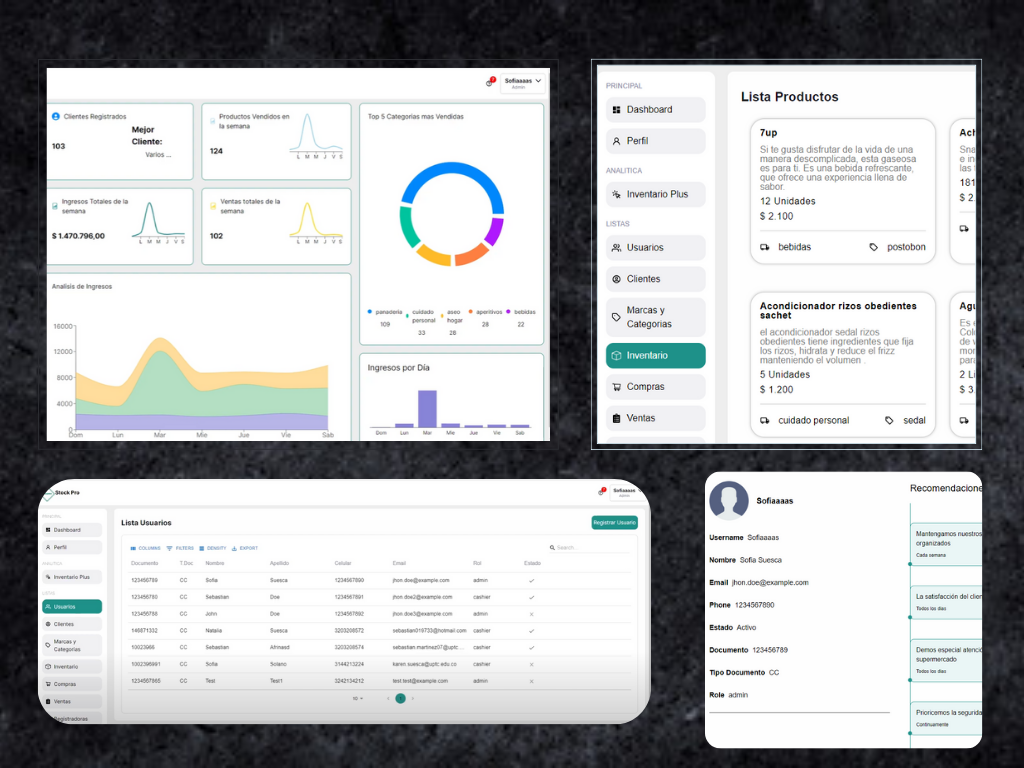 Sofiaaaas
Admin
Clientes Registrados
103
Mejor
Cliente:
Varios ...
Productos Vendidos en
la semana
124
L M M J V S
Ingresos Totales de la
semana
$ 1.470.796,00
L M M J V S
Ventas totales de la
semana
102
L M M J V S
Top 5 Categorias mas Vendidas
panaderia
109
cuidado
personal
33
aseo
hogar
28
aperitivos
28
bebidas
22
Analisis de Ingresos
16000
12000
8000
4000
0
Dom Lun Mar Mie Jue Vie Sab
Ingresos por Día
Dom Lun Mar Mie Jue Vie Sab
PRINCIPAL
Dashboard
Perfil
ANALITICA
Inventario Plus
LISTAS
Usuarios
Clientes
Marcas y
Categorias
Inventario
Compras
Ventas
Lista Productos
7up
Si te gusta disfrutar de la vida de una
manera descomplicada, esta gaseosa
es para ti. Es una bebida refrescante,
que ofrece una experiencia llena de
sabor.
12 Unidades
$ 2.100
bebidas postobon
Acondicionador rizos obedientes
sachet
el acondicionador sedal rizos
obedientes tiene ingredientes que fija
los rizos, hidrata y reduce el frizz
manteniendo el volumen .
5 Unidades
$ 1.200
cuidado personal sedal
Ach
Sna
e in
las
181
$ 2.
Agu
Es e
Colo
de v
mor
para
2 Li
$ 3
Stock Pro
Sofiaaaas
Admin
Dashboard
Perfil
Inventario Plus
Usuarios
Clientes
Marcas y
Categorias
Inventario
Compras
Ventas
Registradoras
Lista Usuarios
Registrar Usuario
COLUMNS FILTERS DENSITY EXPORT
Search...
Documento T.Doc Nombre Apellido Celular Email Rol Estado
123456789 CC Sofia Suesca 1234567890 jhon.doe@example.com admin
123456780 CC Sebastian Doe 1234567891 jhon.doe2@example.com cashier
123456788 CC John Doe 1234567892 jhon.doe3@example.com admin
146871332 CC Natalia Suesca 3203208572 sebastian019733@hotmail.com cashier
10023966 CC Sebastian Afrinasd 3203208574 sebastian.martinez07@uptc... cashier
1002396991 CC Sofia Solano 3144213224 karen.suesca@uptc.edu.co cashier
1234567885 CC Test Test1 3242134212 test.test@example.com admin
10
1
Sofiaaaas
Username Sofiaaaas
Nombre Sofia Suesca
Email jhon.doe@example.com
Phone 1234567890
Estado Activo
Documento 123456789
Tipo Documento CC
Role admin
Recomendacione
Mantengamos nuestros
organizados
Cada semana
La satisfacción del clien
Todos los dias
Demos especial atenció
supermercado
Todos los dias
Prioricemos la segurida
Continuamente